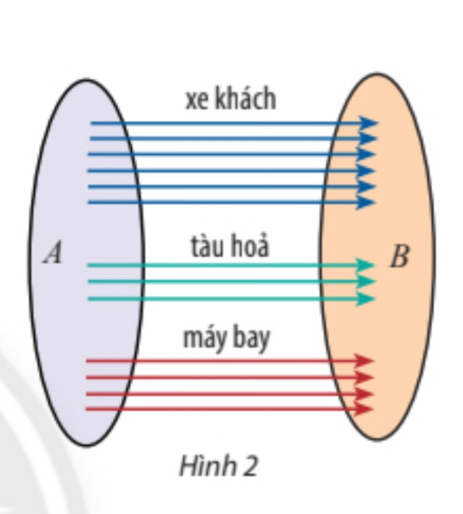 xe khách
A
tàu hoả
B
máy bay
Hình 2